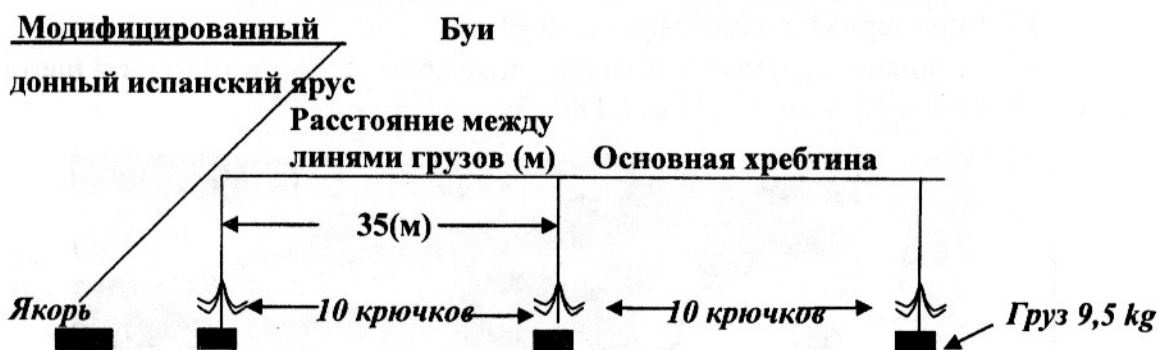 Модифицированный Буи
донный испанский ярус
Расстояние между
линями грузов (м) Основная хребтина
35(м)
Якорь 10 крючков 10 крючков Груз 9,5 kg